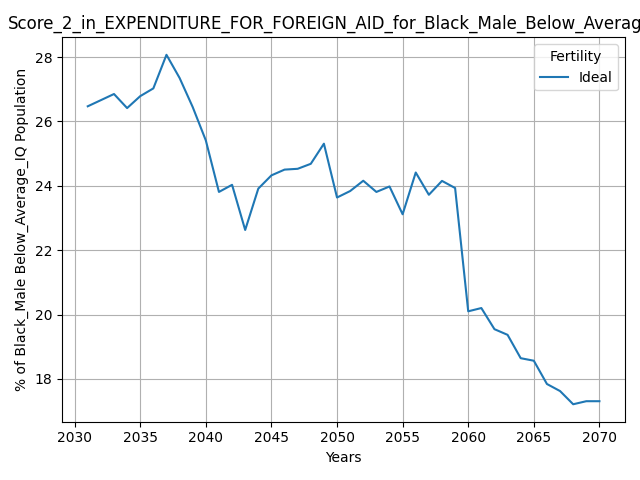 Score_2_in_EXPENDITURE_FOR_FOREIGN_AID_for_Black_Male_Below_Averag
Fertility
Ideal
% of Black_Male Below_Average_IQ Population
28
26
24
22
20
18
2030 2035 2040 2045 2050 2055 2060 2065 2070
Years